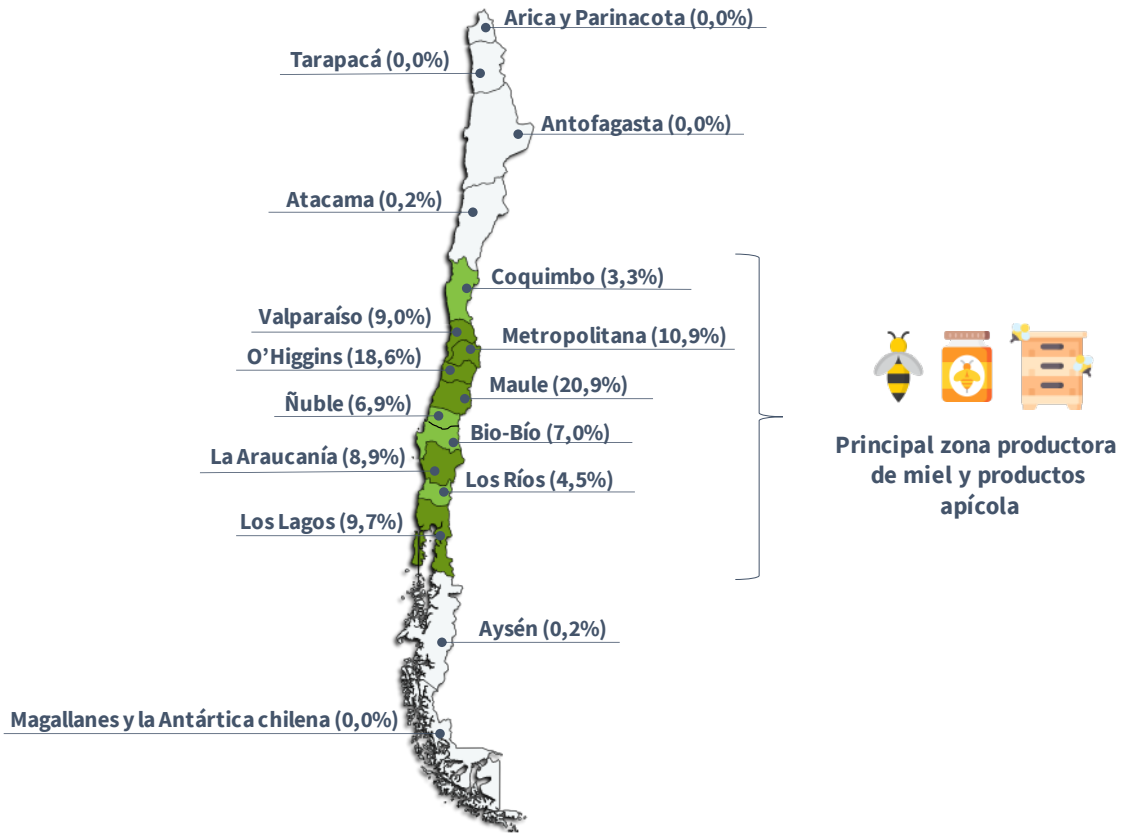 Arica y Parinacota (0,0%)
Tarapacá (0,0%)
Antofagasta (0,0%)
Atacama (0,2%)
Coquimbo (3,3%)
Valparaíso (9,0%)
Metropolitana (10,9%)
O’Higgins (18,6%)
Maule (20,9%)
Ñuble (6,9%)
Bio-Bío (7,0%)
La Araucanía (8,9%)
Los Ríos (4,5%)
Los Lagos (9,7%)
Aysén (0,2%)
Magallanes y la Antártica chilena (0,0%)
Principal zona productora
de miel y productos
apícola